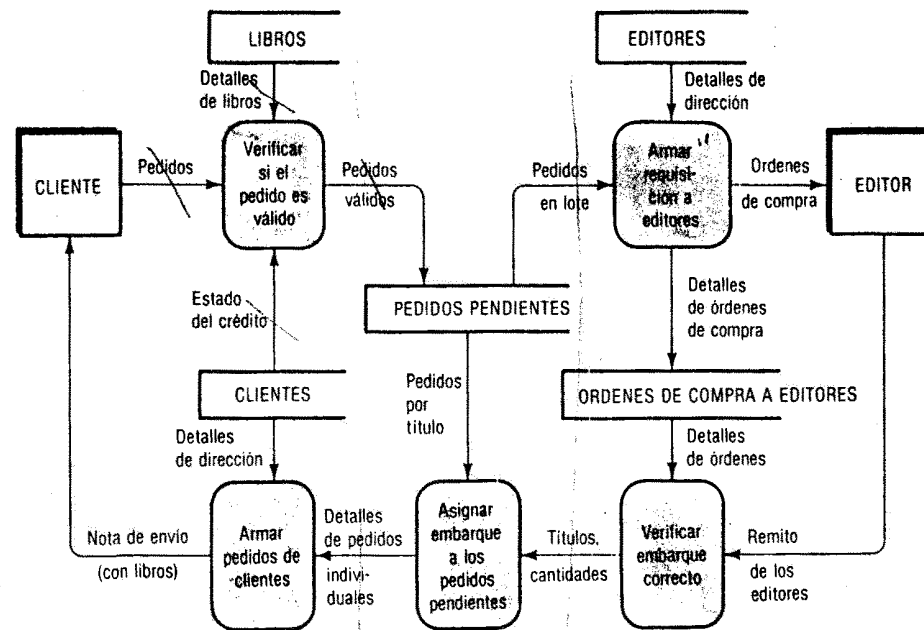 LIBROS
EDITORES
Detalles
de libros
Detalles de
dirección
CLIENTE
Pedidos
Verificar
si el
pedido es
válido
Pedidos
válidos
Pedidos
en lote
Armar
requisi-
ción a
editores
Ordenes
de compra
EDITOR
Estado
del crédito
PEDIDOS PENDIENTES
Detalles
de órdenes
de compra
CLIENTES
Pedidos
por
título
ORDENES DE COMPRA A EDITORES
Detalles
de dirección
Detalles
de órdenes
Nota de envío
(con libros)
Armar
pedidos de
clientes
Detalles
de pedidos
indivi-
duales
Asignar
embarque
a los
pedidos
pendientes
Títulos,
cantidades
Verificar
embarque
correcto
Remito
de los
editores